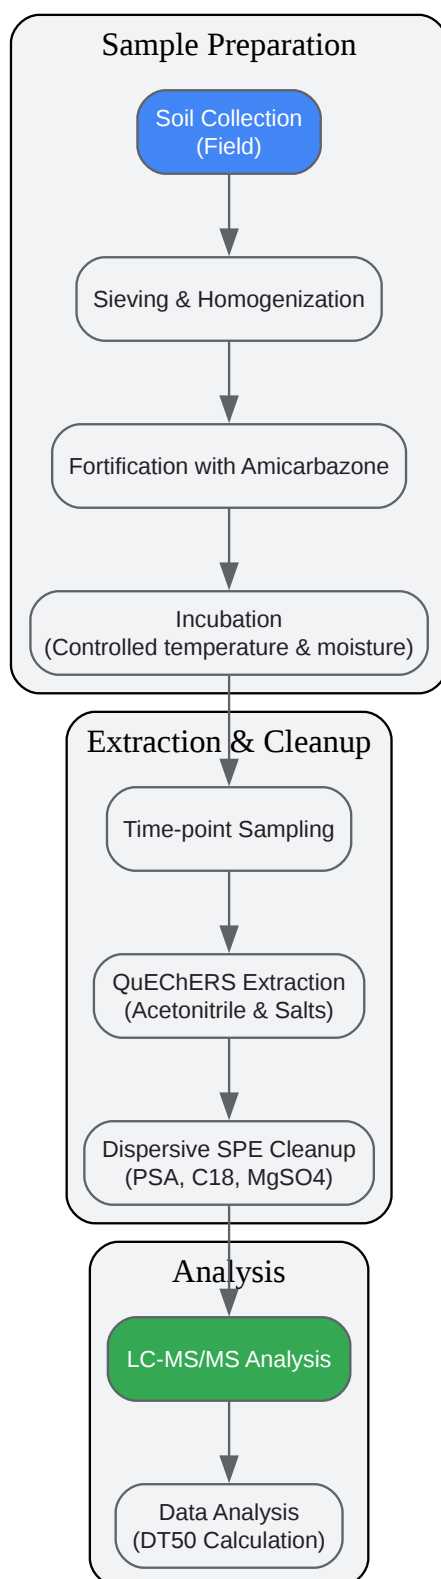 Sample Preparation
Soil Collection
(Field)
Sieving & Homogenization
Fortification with Amicarbazone
Incubation
(Controlled temperature & moisture)
Extraction & Cleanup
Time-point Sampling
QuEChERS Extraction
(Acetonitrile & Salts)
Dispersive SPE Cleanup
(PSA, C18, MgSO4)
Analysis
LC-MS/MS Analysis
Data Analysis
(DT50 Calculation)